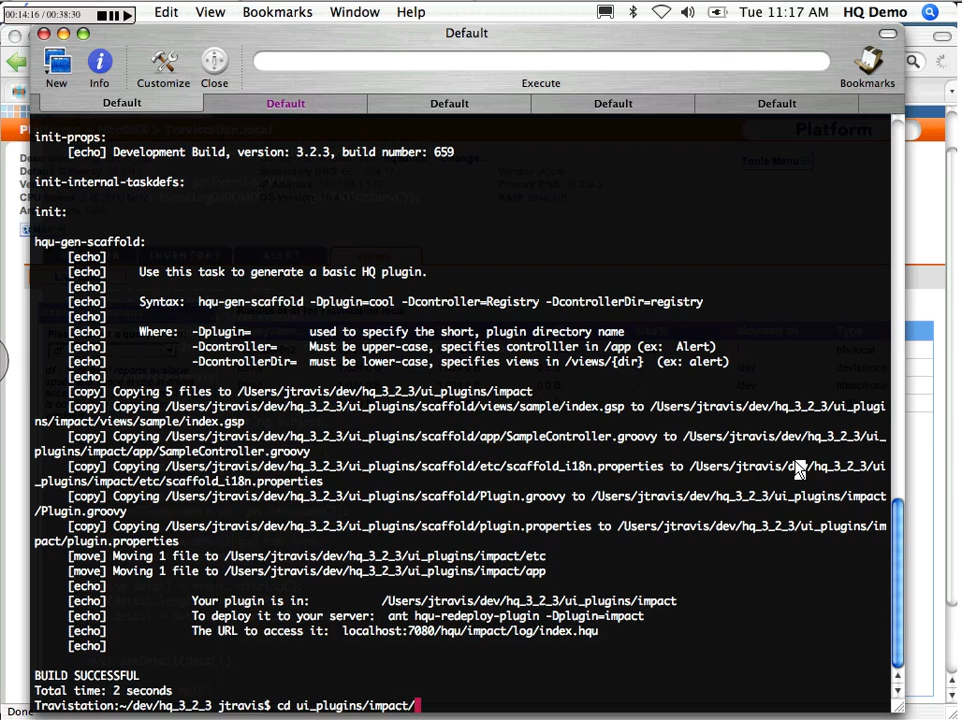 00:14:16 / 00:38:30
Edit View Bookmarks Window Help
Tue 11:17 AM HQ Demo
Default
New Info Customize Close Execute Bookmarks
Default Default Default Default Default
Platform
Tools Menu
INVENTORY ALERT VIEWS
init-props:
[echo] Development Build, version: 3.2.3, build number: 659
init-internal-taskdefs:
init:
hqu-gen-scaffold:
[echo]
[echo] Use this task to generate a basic HQ plugin.
[echo]
[echo] Syntax: hqu-gen-scaffold -Dplugin=cool -Dcontroller=Registry -DcontrollerDir=registry
[echo]
[echo] Where: -Dplugin= used to specify the short, plugin directory name
[echo] -Dcontroller= Must be upper-case, specifies controlller in /app (ex: Alert)
[echo] -DcontrollerDir= must be lower-case, specifies views in /views/{dir} (ex: alert)
[echo]
[copy] Copying 5 files to /Users/jtravis/dev/hq_3_2_3/ui_plugins/impact
[copy] Copying /Users/jtravis/dev/hq_3_2_3/ui_plugins/scaffold/views/sample/index.gsp to /Users/jtravis/dev/hq_3_2_3/ui_plugi
ns/impact/views/sample/index.gsp
[copy] Copying /Users/jtravis/dev/hq_3_2_3/ui_plugins/scaffold/app/SampleController.groovy to /Users/jtravis/dev/hq_3_2_3/ui_
plugins/impact/app/SampleController.groovy
[copy] Copying /Users/jtravis/dev/hq_3_2_3/ui_plugins/scaffold/etc/scaffold_i18n.properties to /Users/jtravis/dev/hq_3_2_3/ui
_plugins/impact/etc/scaffold_i18n.properties
[copy] Copying /Users/jtravis/dev/hq_3_2_3/ui_plugins/scaffold/Plugin.groovy to /Users/jtravis/dev/hq_3_2_3/ui_plugins/impact
/Plugin.groovy
[copy] Copying /Users/jtravis/dev/hq_3_2_3/ui_plugins/scaffold/plugin.properties to /Users/jtravis/dev/hq_3_2_3/ui_plugins/im
pact/plugin.properties
[move] Moving 1 file to /Users/jtravis/dev/hq_3_2_3/ui_plugins/impact/etc
[move] Moving 1 file to /Users/jtravis/dev/hq_3_2_3/ui_plugins/impact/app
[echo]
[echo] Your plugin is in: /Users/jtravis/dev/hq_3_2_3/ui_plugins/impact
[echo] To deploy it to your server: ant hqu-redeploy-plugin -Dplugin=impact
[echo] The URL to access it: localhost:7080/hqu/impact/log/index.hqu
[echo]
BUILD SUCCESSFUL
Total time: 2 seconds
Travistation:~/dev/hq_3_2_3 jtravis$ cd ui_plugins/impact/
Done